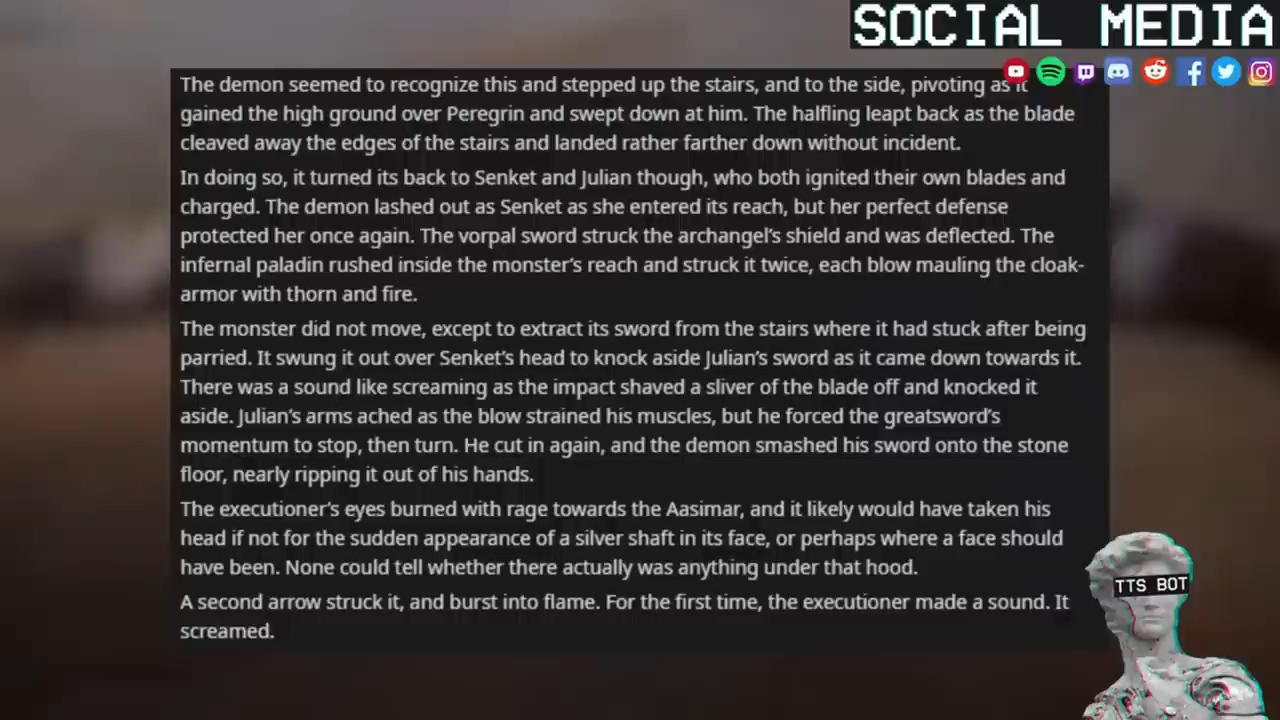 SOCIAL MEDIA
The demon seemed to recognize this and stepped up the stairs, and to the side, pivoting as it
gained the high ground over Peregrin and swept down at him. The halfling leapt back as the blade
cleaved away the edges of the stairs and landed rather farther down without incident.
In doing so, it turned its back to Senket and Julian though, who both ignited their own blades and
charged. The demon lashed out as Senket as she entered its reach, but her perfect defense
protected her once again. The vorpal sword struck the archangel's shield and was deflected. The
infernal paladin rushed inside the monster's reach and struck it twice, each blow mauling the cloak-
armor with thorn and fire.
The monster did not move, except to extract its sword from the stairs where it had stuck after being
parried. It swung it out over Senket's head to knock aside Julian's sword as it came down towards it.
There was a sound like screaming as the impact shaved a sliver of the blade off and knocked it
aside. Julian's arms ached as the blow strained his muscles, but he forced the greatsword's
momentum to stop, then turn. He cut in again, and the demon smashed his sword onto the stone
floor, nearly ripping it out of his hands.
The executioner's eyes burned with rage towards the Aasimar, and it likely would have taken his
head if not for the sudden appearance of a silver shaft in its face, or perhaps where a face should
have been. None could tell whether there actually was anything under that hood.
A second arrow struck it, and burst into flame. For the first time, the executioner made a sound. It
screamed.
TTS BOT